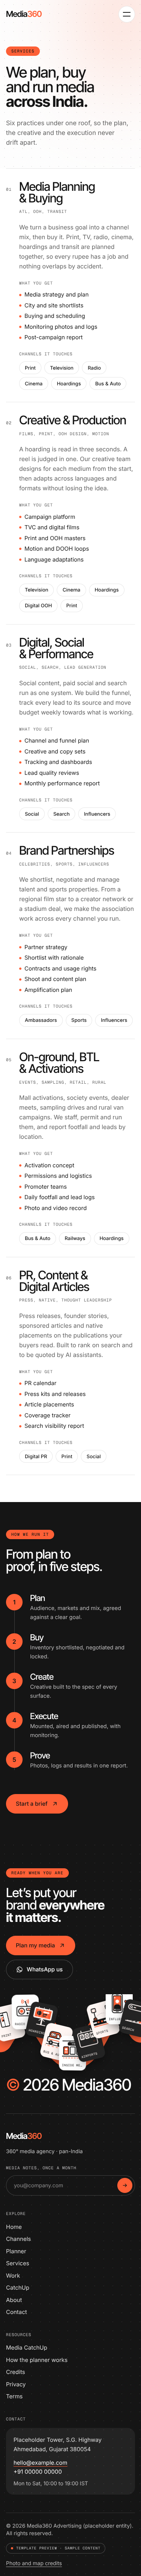 Media360
SERVICES
We plan, buy
and run media
across India.
Six practices under one roof, so the plan,
the creative and the execution never
drift apart.
01
Media Planning
& Buying
ATL, OOH, TRANSIT
We turn a business goal into a channel
mix, then buy it. Print, TV, radio, cinema,
hoardings and transit are planned
together, so every rupee has a job and
nothing overlaps by accident.
WHAT YOU GET
Media strategy and plan
City and site shortlists
Buying and scheduling
Monitoring photos and logs
Post-campaign report
CHANNELS IT TOUCHES
Print
Television
Radio
Cinema
Hoardings
Bus & Auto
02
Creative & Production
FILMS, PRINT, OOH DESIGN, MOTION
A hoarding is read in three seconds. A
reel is judged in one. Our creative team
designs for each medium from the start,
then adapts across languages and
formats without losing the idea.
WHAT YOU GET
Campaign platform
TVC and digital films
Print and OOH masters
Motion and DOOH loops
Language adaptations
CHANNELS IT TOUCHES
Television
Cinema
Hoardings
Digital OOH
Print
03
Digital, Social
& Performance
SOCIAL, SEARCH, LEAD GENERATION
Social content, paid social and search
run as one system. We build the funnel,
track every lead to its source and move
budget weekly towards what is working.
WHAT YOU GET
Channel and funnel plan
Creative and copy sets
Tracking and dashboards
Lead quality reviews
Monthly performance report
CHANNELS IT TOUCHES
Social
Search
Influencers
04
Brand Partnerships
CELEBRITIES, SPORTS, INFLUENCERS
We shortlist, negotiate and manage
talent and sports properties. From a
regional film star to a creator network or
a stadium deal, we make the association
work across every channel you run.
WHAT YOU GET
Partner strategy
Shortlist with rationale
Contracts and usage rights
Shoot and content plan
Amplification plan
CHANNELS IT TOUCHES
Ambassadors
Sports
Influencers
05
On-ground, BTL
& Activations
EVENTS, SAMPLING, RETAIL, RURAL
Mall activations, society events, dealer
meets, sampling drives and rural van
campaigns. We staff, permit and run
them, and report footfall and leads by
location.
WHAT YOU GET
Activation concept
Permissions and logistics
Promoter teams
Daily footfall and lead logs
Photo and video record
CHANNELS IT TOUCHES
Bus & Auto
Railways
Hoardings
06
PR, Content &
Digital Articles
PRESS, NATIVE, THOUGHT LEADERSHIP
Press releases, founder stories,
sponsored articles and native
placements on the publications your
buyers read. Built to rank on search and
to be quoted by AI assistants.
WHAT YOU GET
PR calendar
Press kits and releases
Article placements
Coverage tracker
Search visibility report
CHANNELS IT TOUCHES
Digital PR
Print
Social
HOW WE RUN IT
From plan to
proof, in five steps.
1
Plan
Audience, markets and mix, agreed
against a clear goal.
2
Buy
Inventory shortlisted, negotiated and
locked.
3
Create
Creative built to the spec of every
surface.
4
Execute
Mounted, aired and published, with
monitoring.
5
Prove
Photos, logs and results in one report.
Start a brief
READY WHEN YOU ARE
Let's put your
brand everywhere
it matters.
Plan my media
WhatsApp us
© 2026 Media360
Media360
360° media agency · pan-India
MEDIA NOTES, ONCE A MONTH
you@company.com
EXPLORE
Home
Channels
Planner
Services
Work
CatchUp
About
Contact
RESOURCES
Media CatchUp
How the planner works
Credits
Privacy
Terms
CONTACT
Placeholder Tower, S.G. Highway
Ahmedabad, Gujarat 380054
hello@example.com
+91 00000 00000
Mon to Sat, 10:00 to 19:00 IST
© 2026 Media360 Advertising (placeholder entity).
All rights reserved.
TEMPLATE PREVIEW · SAMPLE CONTENT
Photo and map credits